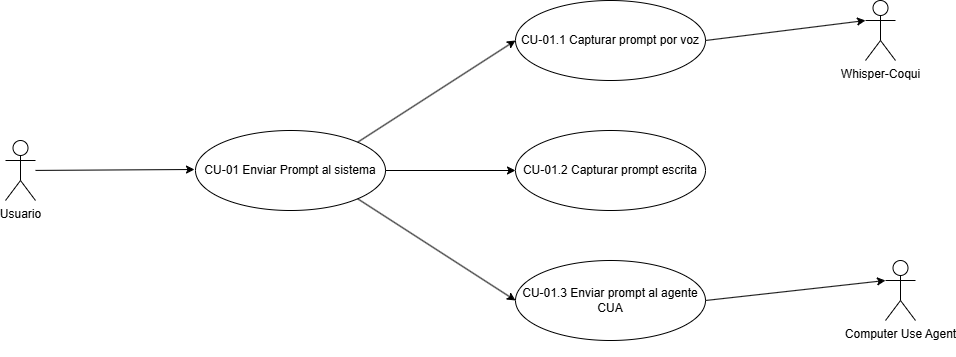 CU-01.1 Capturar prompt por voz
Whisper-Coqui
CU-01 Enviar Prompt al sistema
CU-01.2 Capturar prompt escrita
Usuario
CU-01.3 Enviar prompt al agente
CUA
Computer Use Agent